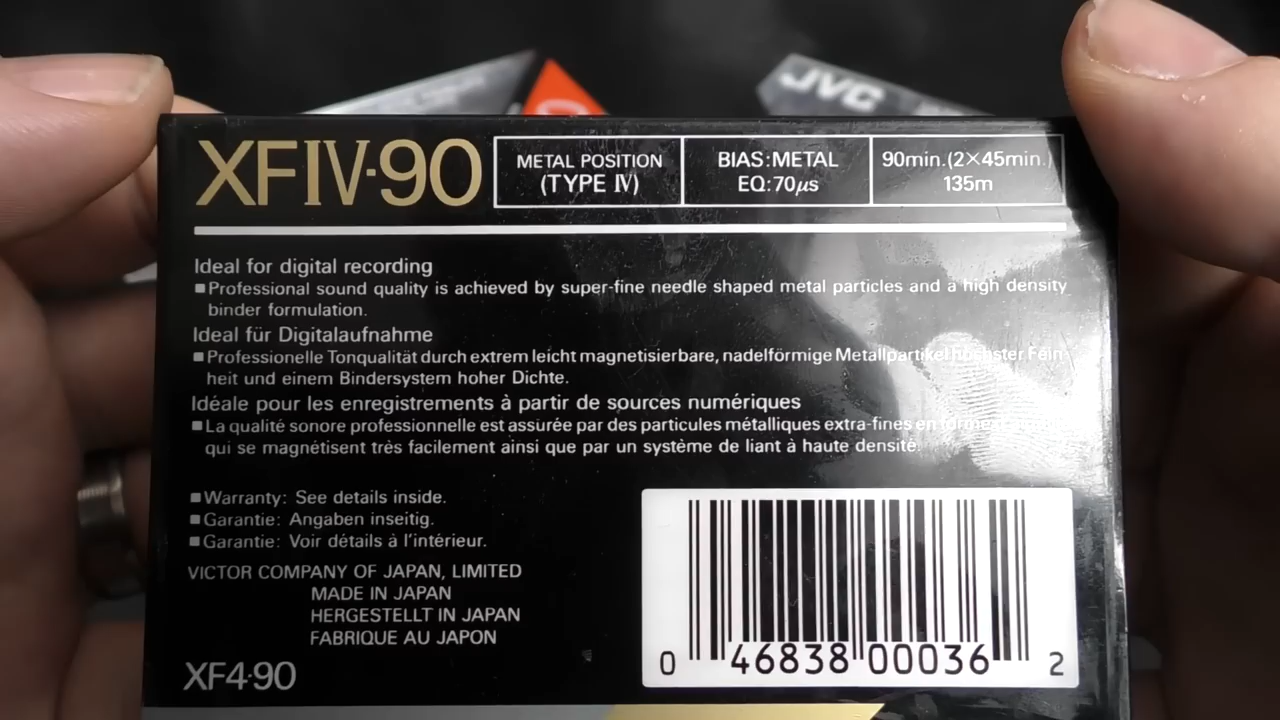 JVC
XFIV-90
METAL POSITION
(TYPE IV)
BIAS:METAL
EQ:70µs
90min.(2×45min.)
135m
Ideal for digital recording
■Professional sound quality is achieved by super-fine needle shaped metal particles and a high density
binder formulation.
Ideal für Digitalaufnahme
■Professionelle Tonqualität durch extrem leicht magnetisierbare, nadelförmige Metallpartikel höchster Fein-
heit und einem Bindersystem hoher Dichte.
Idéale pour les enregistrements à partir de sources numériques
■La qualité sonore professionnelle est assurée par des particules métalliques extra-fines en
qui se magnétisent très facilement ainsi que par un système de liant à haute densité.
■Warranty: See details inside.
■Garantie: Angaben inseitig.
■Garantie: Voir détails à l'intérieur.
VICTOR COMPANY OF JAPAN, LIMITED
MADE IN JAPAN
HERGESTELLT IN JAPAN
FABRIQUE AU JAPON
XF4-90
0 46838 00036 2